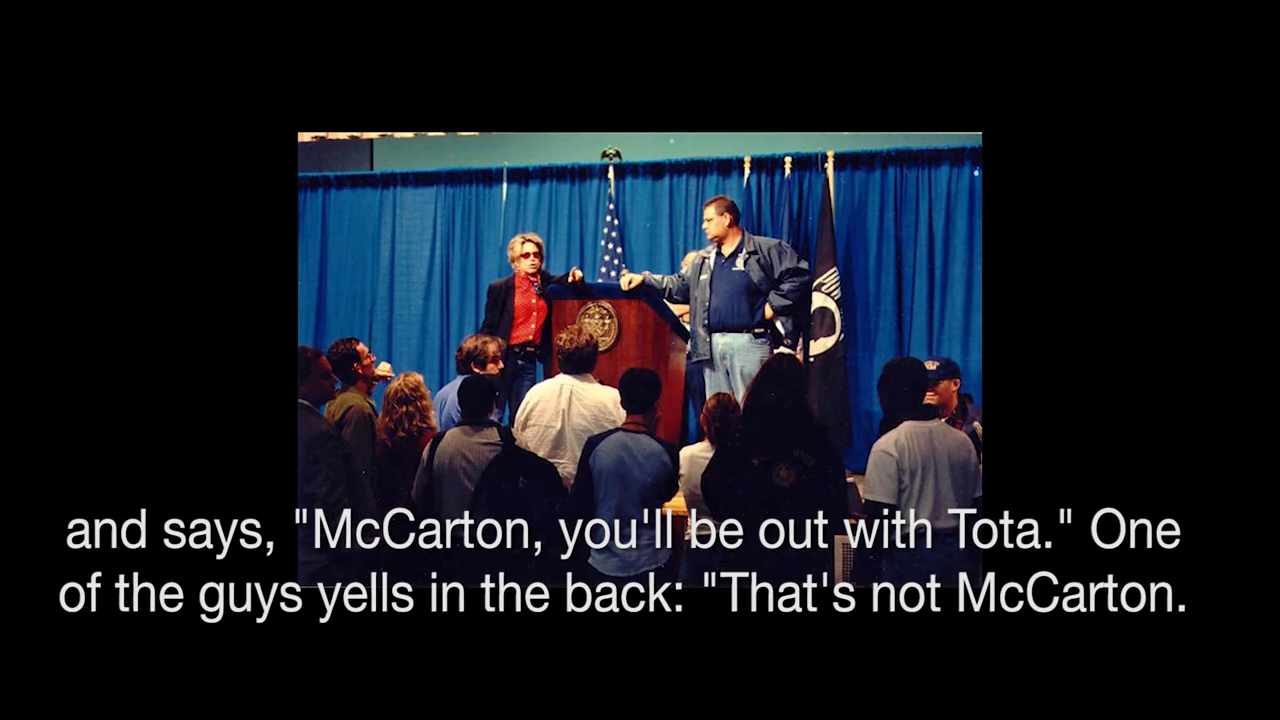 and says, "McCarton, you'll be out with Tota." One
of the guys yells in the back: "That's not McCarton.